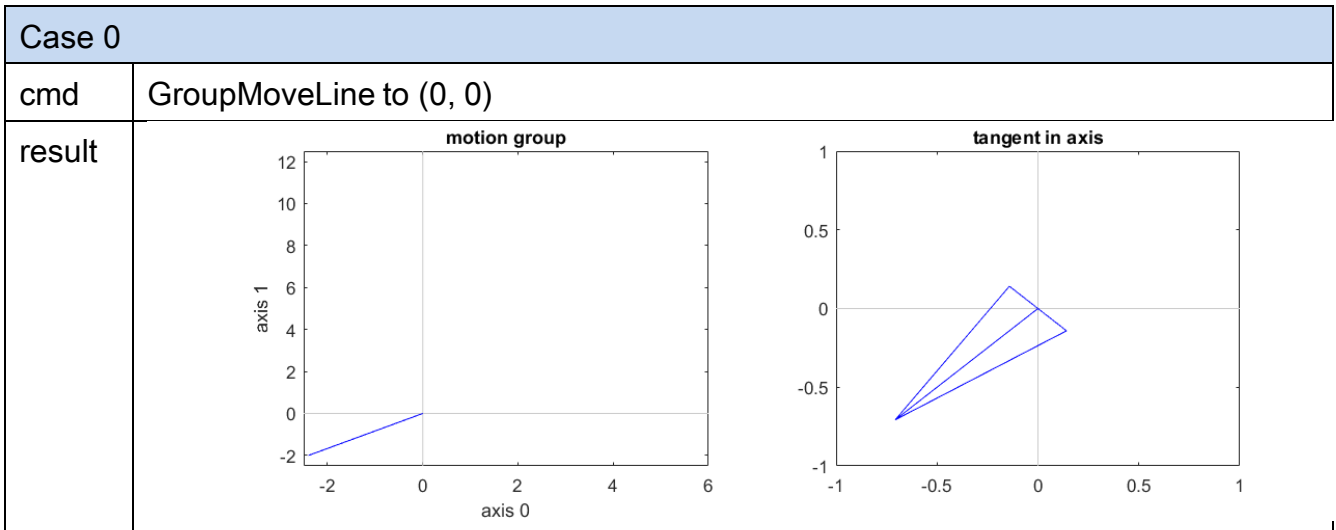 Case 0
cmd GroupMoveLine to (0, 0)
result
motion group
12
10
8
6
4
2
0
-2
axis 1
-2 0 2 4 6
axis 0
tangent in axis
1
0.5
0
-0.5
-1
-1 -0.5 0 0.5 1